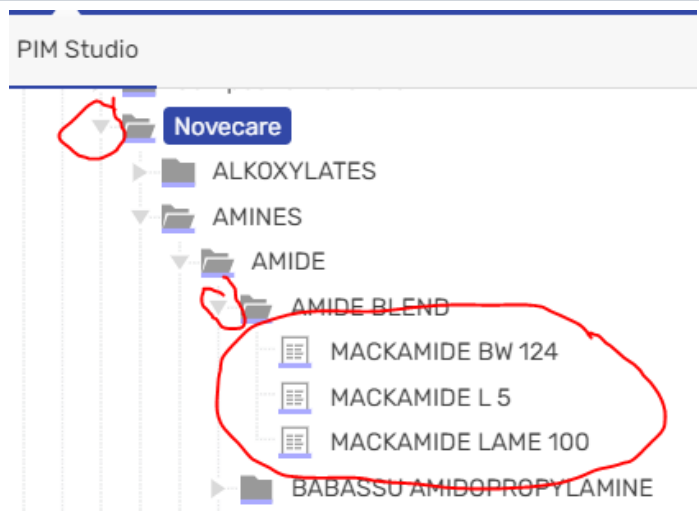 PIM Studio
Novecare
ALKOXYLATES
AMINES
AMIDE
AMIDE BLEND
MACKAMIDE BW 124
MACKAMIDE L 5
MACKAMIDE LAME 100
BABASSU AMIDOPROPYLAMINE